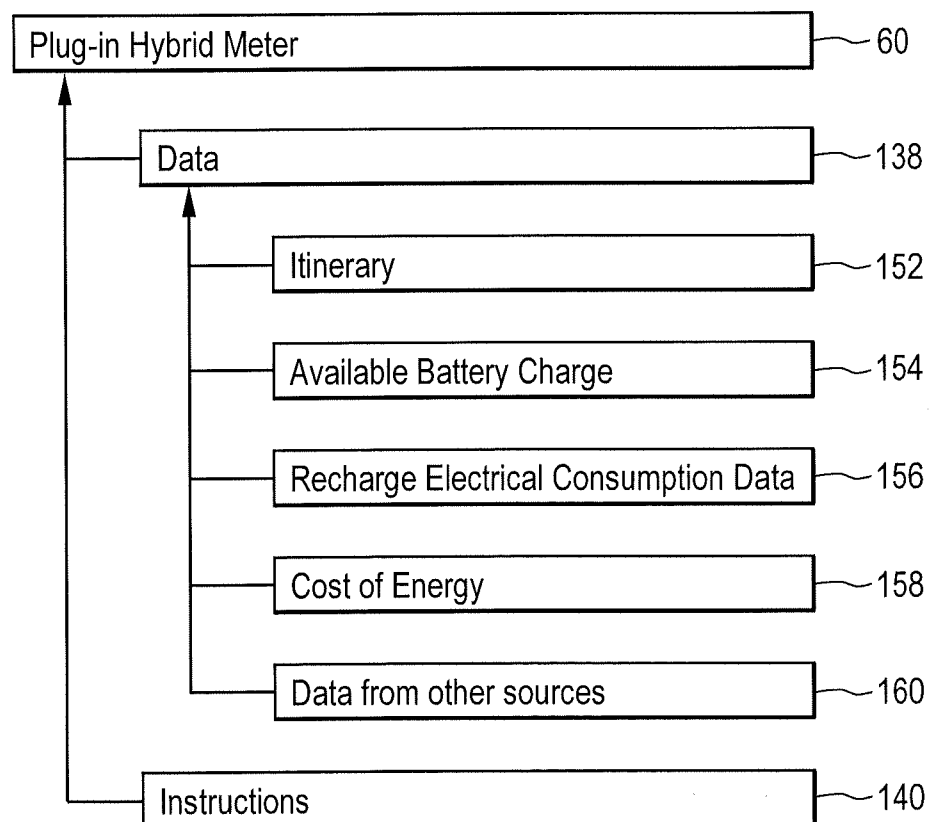 Plug-in Hybrid Meter 60
Data 138
Itinerary 152
Available Battery Charge 154
Recharge Electrical Consumption Data 156
Cost of Energy 158
Data from other sources 160
Instructions 140